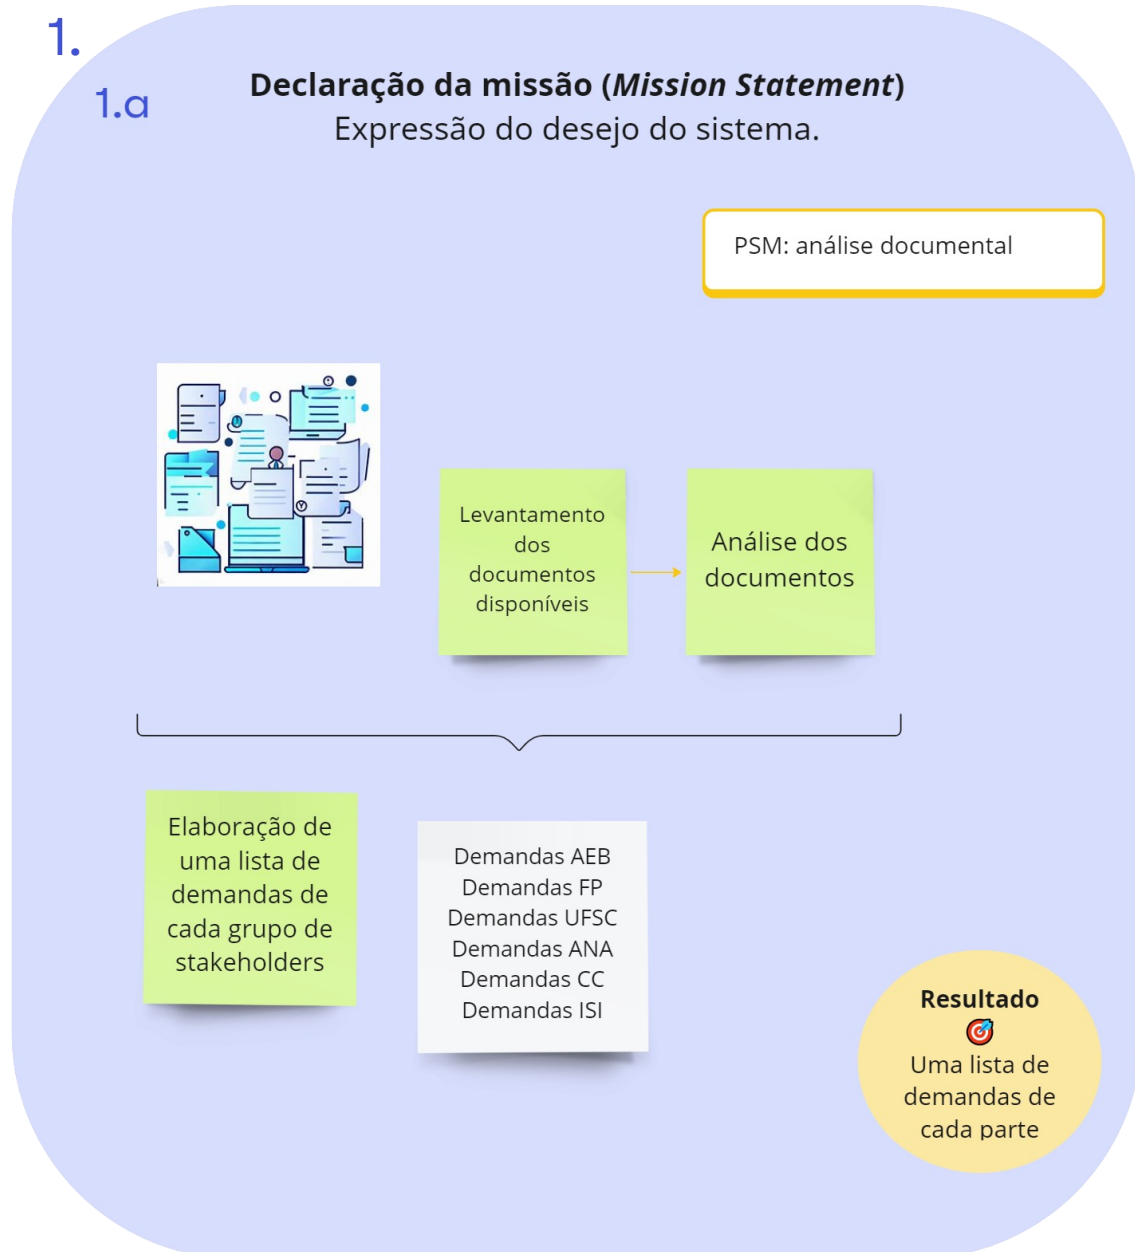 1.
1.a
Declaração da missão (Mission Statement)
Expressão do desejo do sistema.
PSM: análise documental
Levantamento
dos
documentos
disponíveis
Análise dos
documentos
Elaboração de
uma lista de
demandas de
cada grupo de
stakeholders
Demandas AEB
Demandas FP
Demandas UFSC
Demandas ANA
Demandas CC
Demandas ISI
Resultado
Uma lista de
demandas de
cada parte